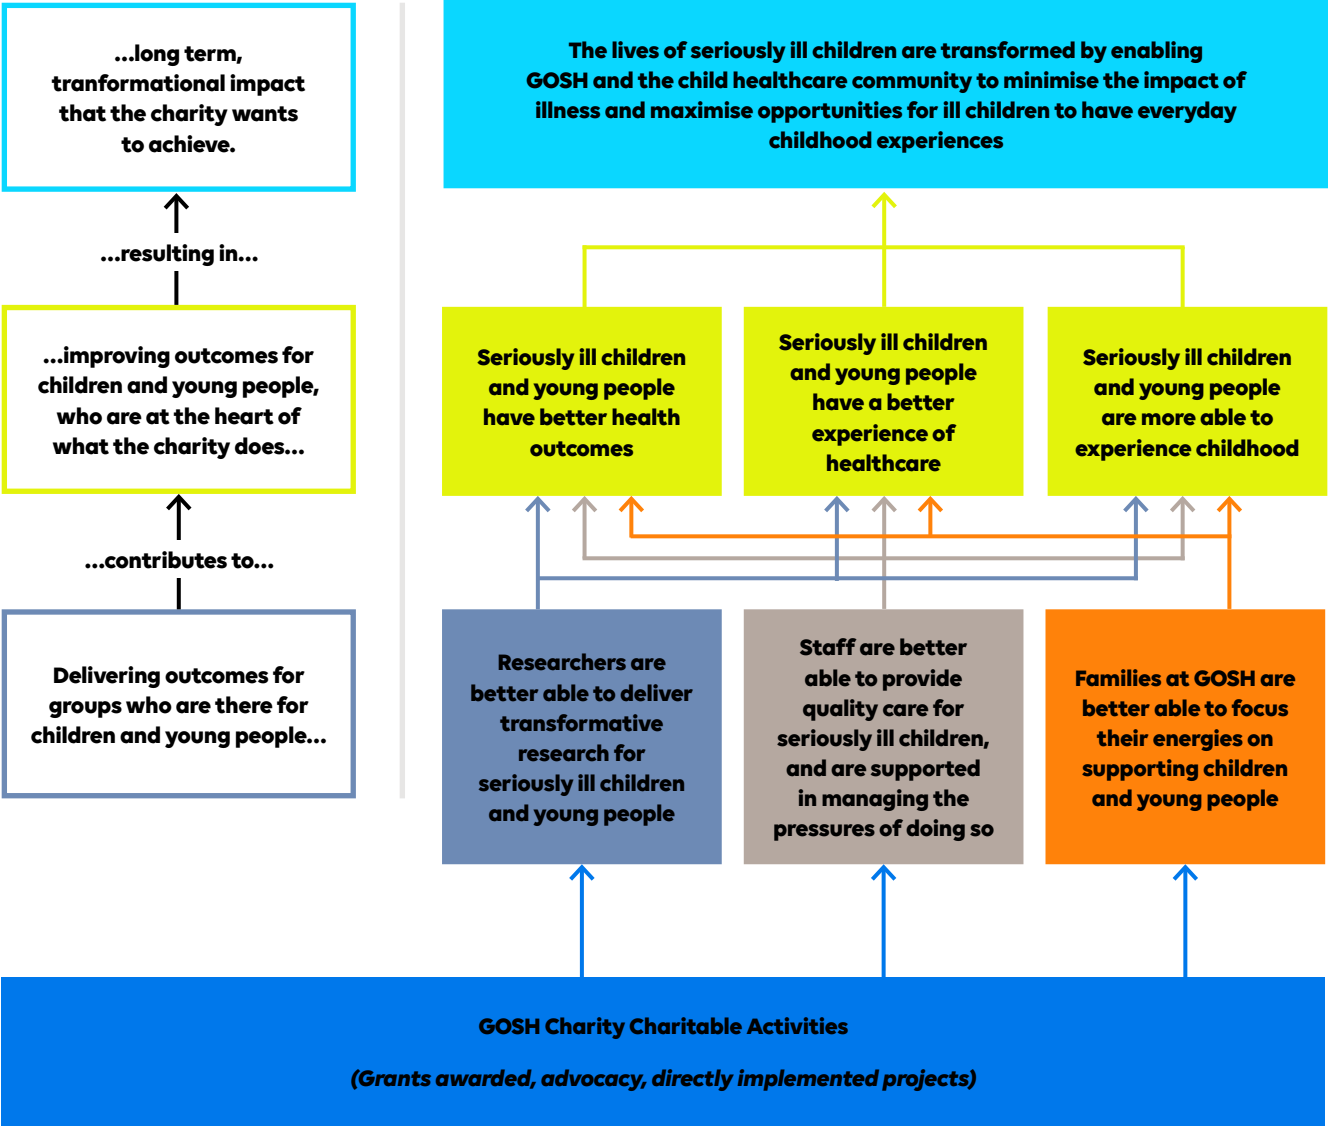 ...long term,
tranformational impact
that the charity wants
to achieve.
...resulting in...
...improving outcomes for
children and young people,
who are at the heart of
what the charity does...
...contributes to...
Delivering outcomes for
groups who are there for
children and young people...
The lives of seriously ill children are transformed by enabling
GOSH and the child healthcare community to minimise the impact of
illness and maximise opportunities for ill children to have everyday
childhood experiences
Seriously ill children
and young people
have better health
outcomes
Seriously ill children
and young people
have a better
experience of
healthcare
Seriously ill children
and young people
are more able to
experience childhood
Researchers are
better able to deliver
transformative
research for
seriously ill children
and young people
Staff are better
able to provide
quality care for
seriously ill children,
and are supported
in managing the
pressures of doing so
Families at GOSH are
better able to focus
their energies on
supporting children
and young people
GOSH Charity Charitable Activities
(Grants awarded, advocacy, directly implemented projects)